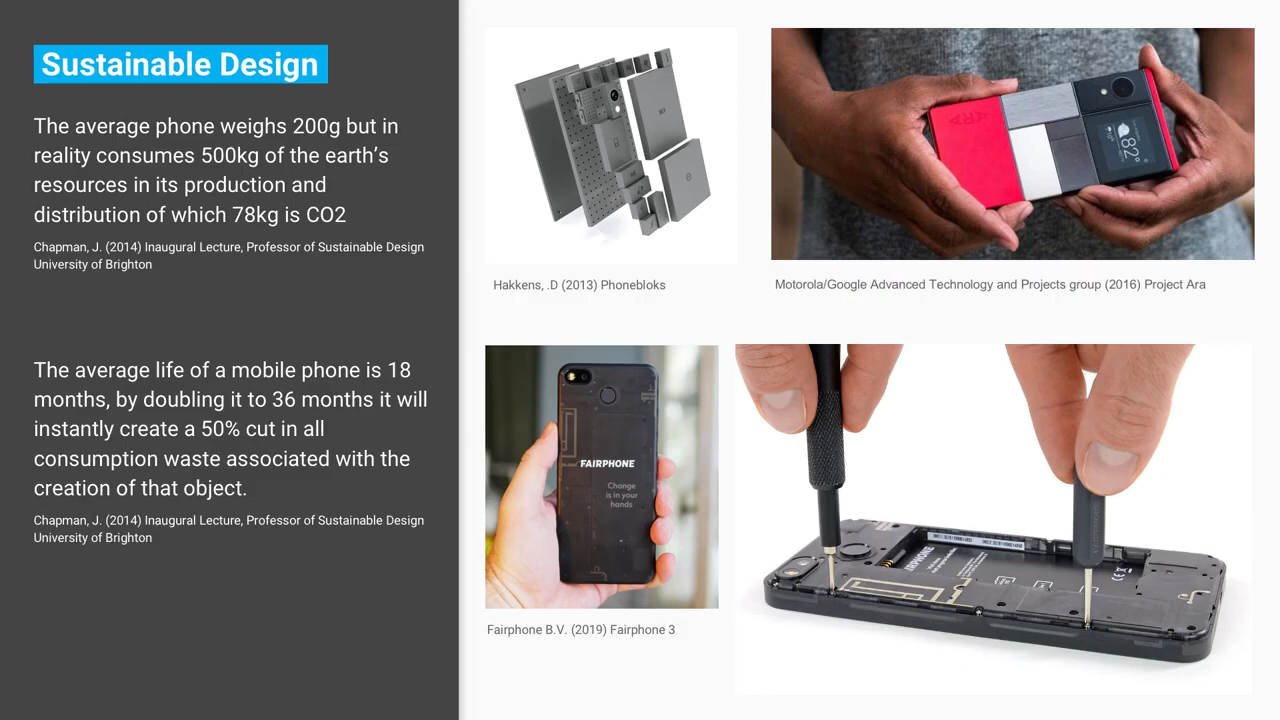 Sustainable Design
The average phone weighs 200g but in
reality consumes 500kg of the earth’s
resources in its production and
distribution of which 78kg is CO2
Chapman, J. (2014) Inaugural Lecture, Professor of Sustainable Design
University of Brighton
The average life of a mobile phone is 18
months, by doubling it to 36 months it will
instantly create a 50% cut in all
consumption waste associated with the
creation of that object.
Chapman, J. (2014) Inaugural Lecture, Professor of Sustainable Design
University of Brighton
Hakkens, .D (2013) Phonebloks
ARA
82
Motorola/Google Advanced Technology and Projects group (2016) Project Ara
FAIRPHONE
Change
is in your
hands
Fairphone B.V. (2019) Fairphone 3
CE